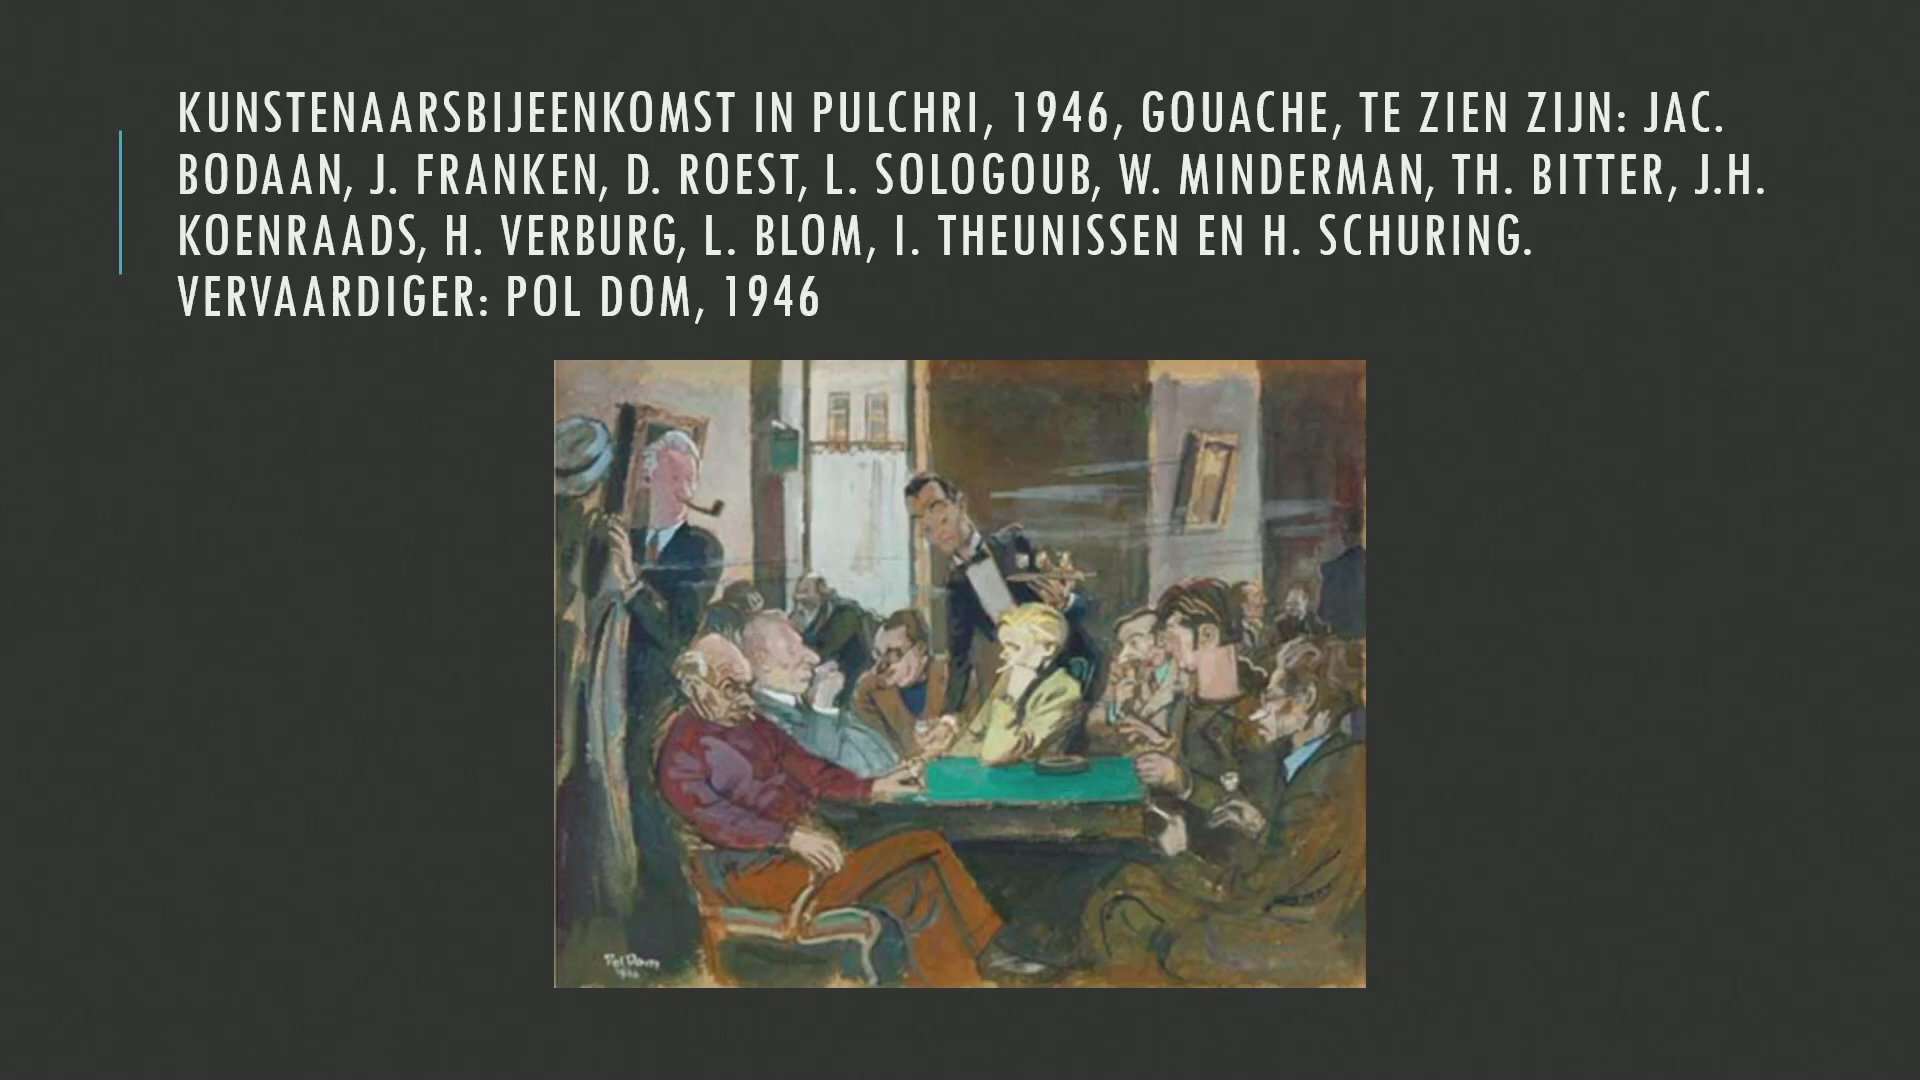 KUNSTENAARSBIJEENKOMST IN PULCHRI, 1946, GOUACHE, TE ZIEN ZIJN: JAC.
BODAAN, J. FRANKEN, D. ROEST, L. SOLOGOUB, W. MINDERMAN, TH. BITTER, J.H.
KOENRAADS, H. VERBURG, L. BLOM, I. THEUNISSEN EN H. SCHURING.
VERVAARDIGER: POL DOM, 1946
Pol Dom
1946